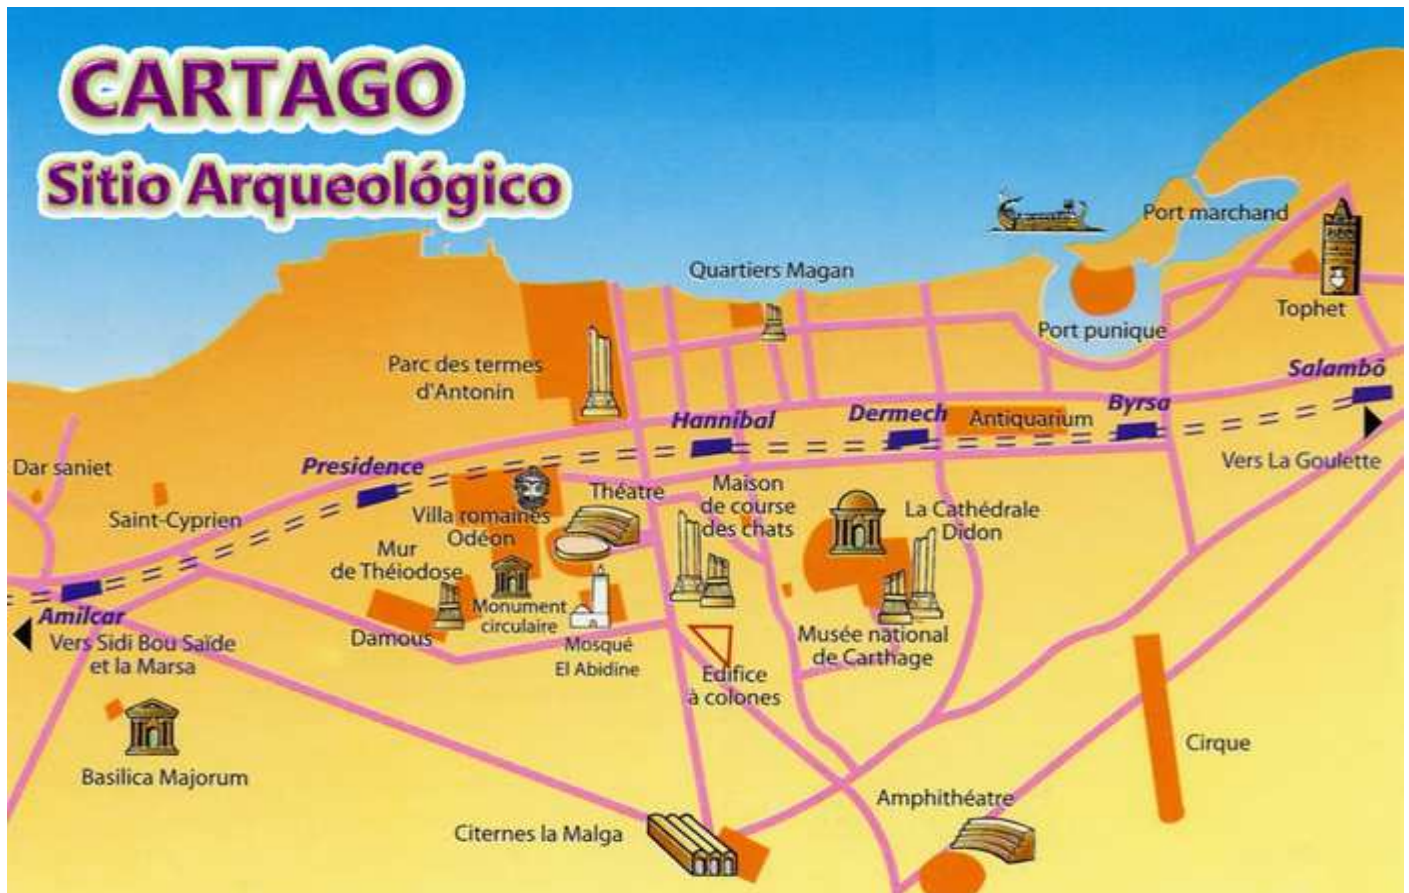 CARTAGO
Sitio Arqueológico
Port marchand
Quartiers Magan
Tophet
Port punique
Parc des termes
d'Antonin
Salambô
Hannibal
Dermech
Byrsa
Antiquarium
Vers La Goulette
Presidence
Dar saniet
Saint-Cyprien
Villa romaines
Odéon
Théatre
Maison
de course
des chats
La Cathédrale
Didon
Mur
de Théiodose
Monument
circulaire
Damous
Mosqué
El Abidine
Amilcar
Vers Sidi Bou Saïde
et la Marsa
Musée national
de Carthage
Edifice
à colones
Basilica Majorum
Cirque
Amphithéatre
Citernes la Malga